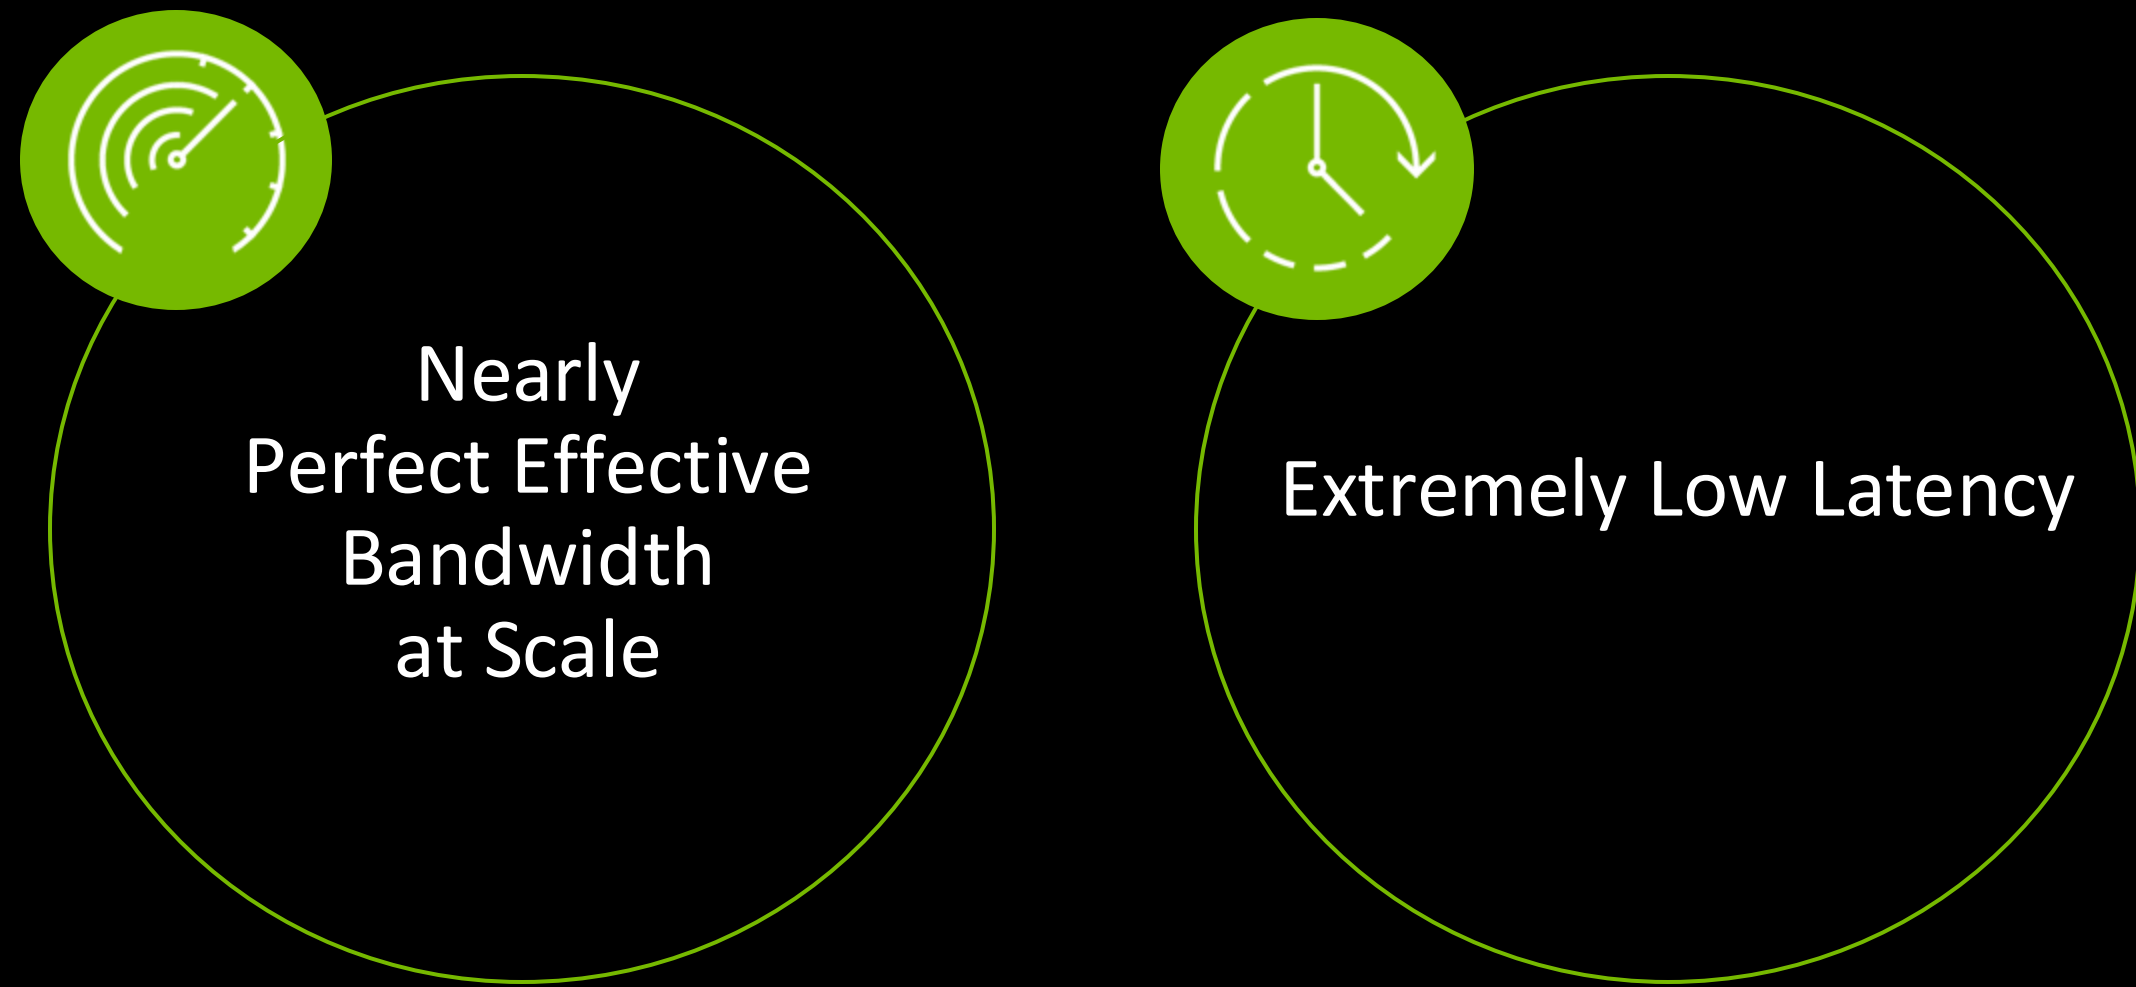 Nearly
Perfect Effective
Bandwidth
at Scale
Extremely Low Latency